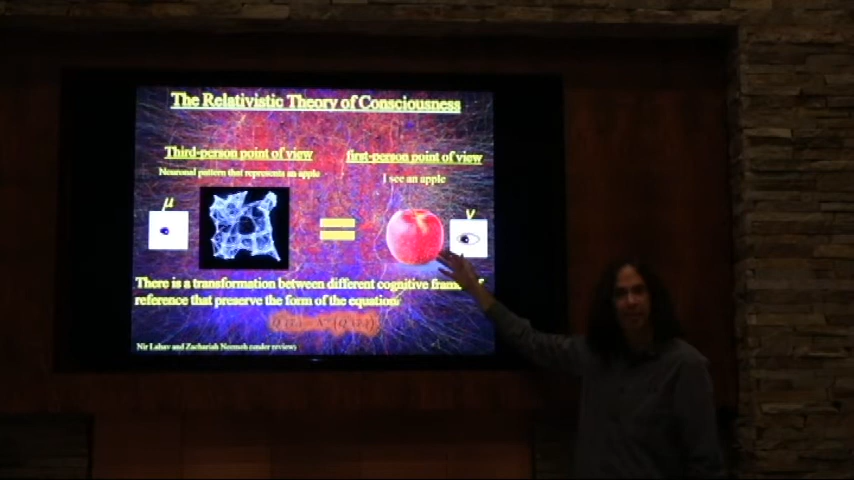 The Relativistic Theory of Consciousness
Third-person point of view
first-person point of view
Neuronal pattern that represents an apple
I see an apple
μ
ν
=
There is a transformation between different cognitive
reference that preserve the form of the equation:
Nir Lahav and Zachariah Neemeh (under review)